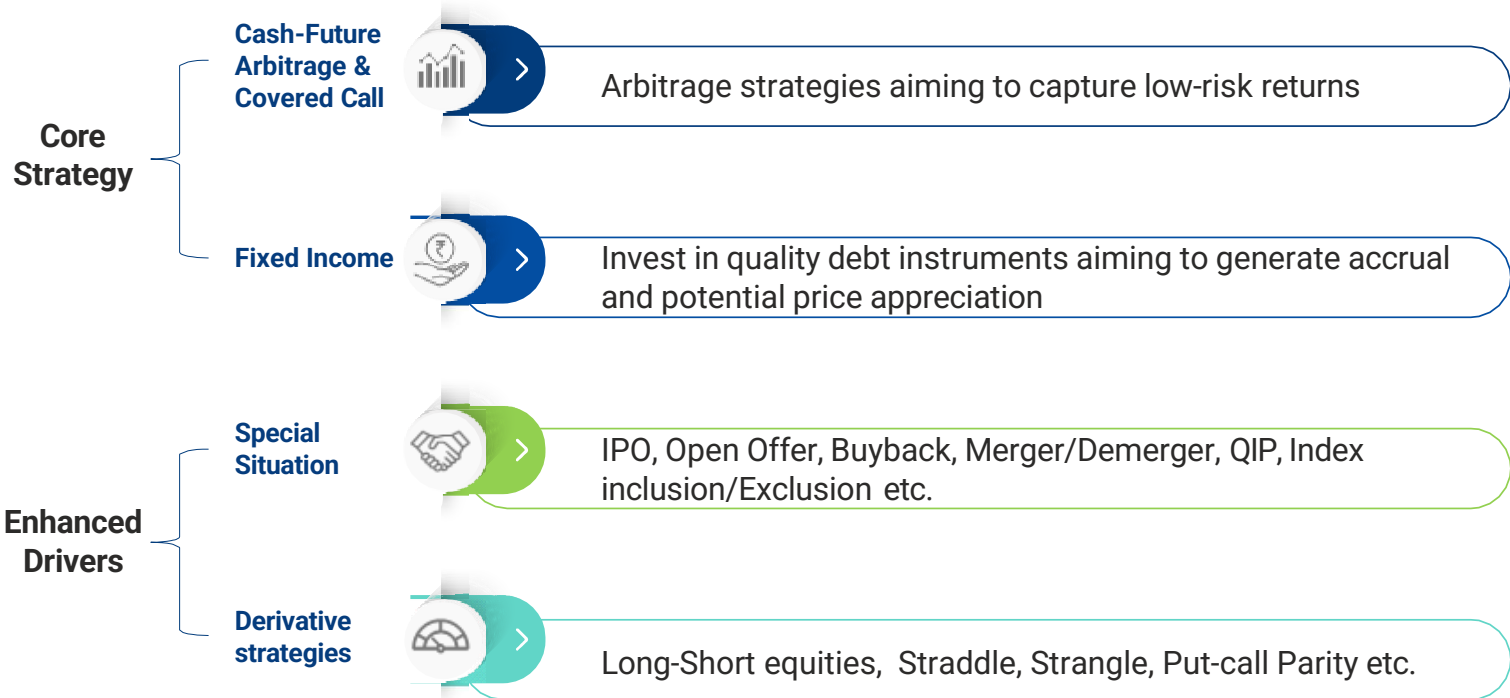 Core
Strategy
Cash-Future
Arbitrage &
Covered Call
Arbitrage strategies aiming to capture low-risk returns
Fixed Income
₹
Invest in quality debt instruments aiming to generate accrual
and potential price appreciation
Enhanced
Drivers
Special
Situation
IPO, Open Offer, Buyback, Merger/Demerger, QIP, Index
inclusion/Exclusion etc.
Derivative
strategies
Long-Short equities, Straddle, Strangle, Put-call Parity etc.